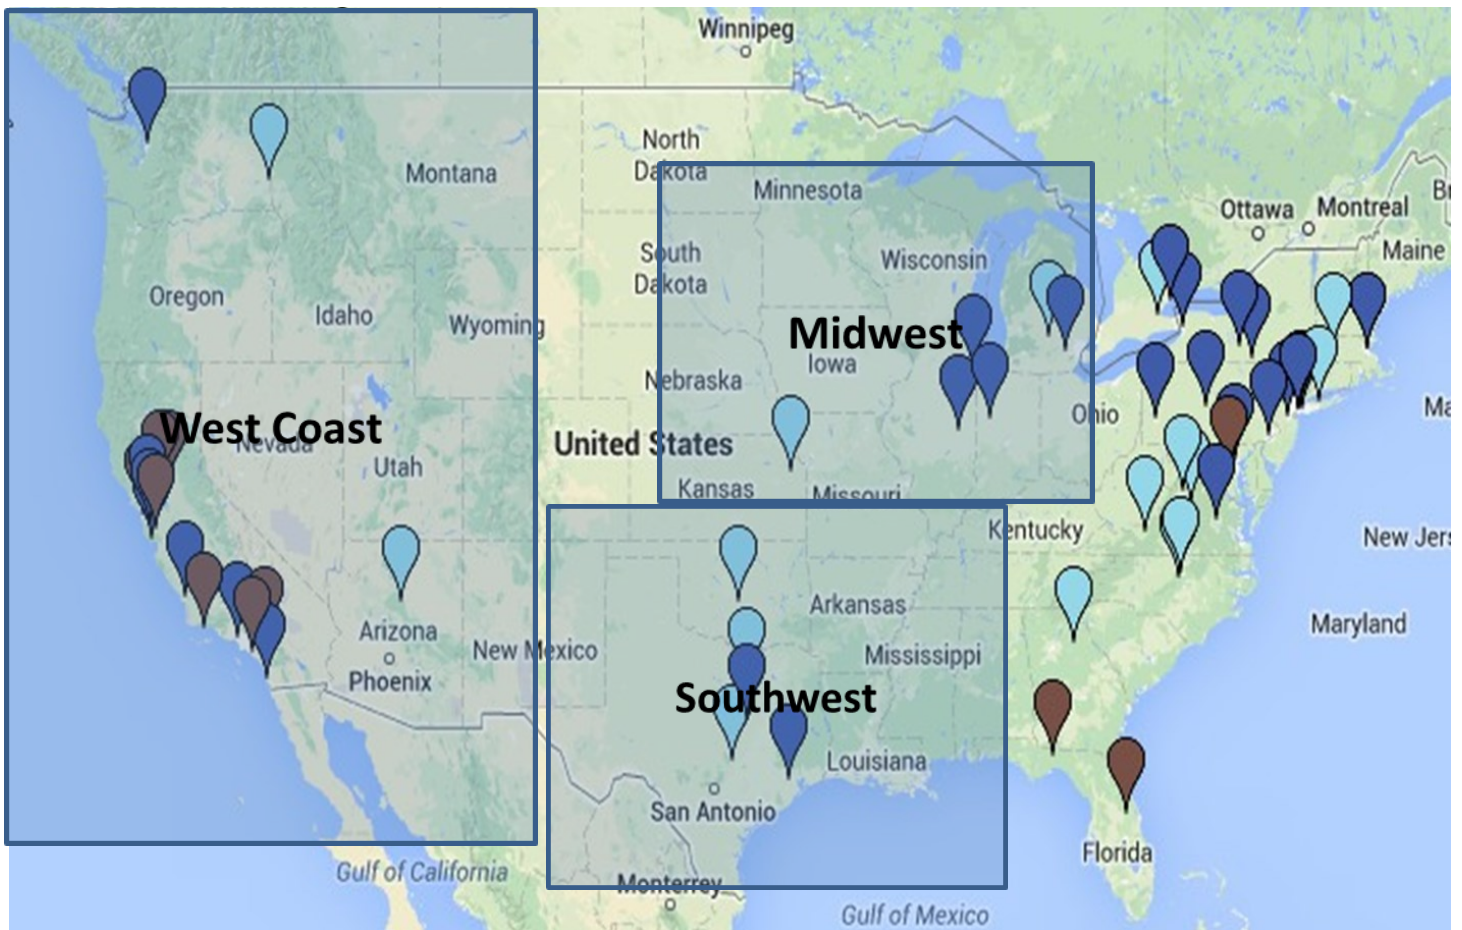 Winnipeg
North
Dakota
Montana
Minnesota
Ottawa
Montreal
Maine
South
Dakota
Wisconsin
Oregon
Idaho
Wyoming
Midwest
Iowa
Nebraska
Ohio
West Coast
Nevada
United States
Utah
Kansas
Missouri
Kentucky
New Jers
Arkansas
Maryland
Arizona
New Mexico
Mississippi
Phoenix
Southwest
Louisiana
San Antonio
Florida
Gulf of California
Monterrey
Gulf of Mexico